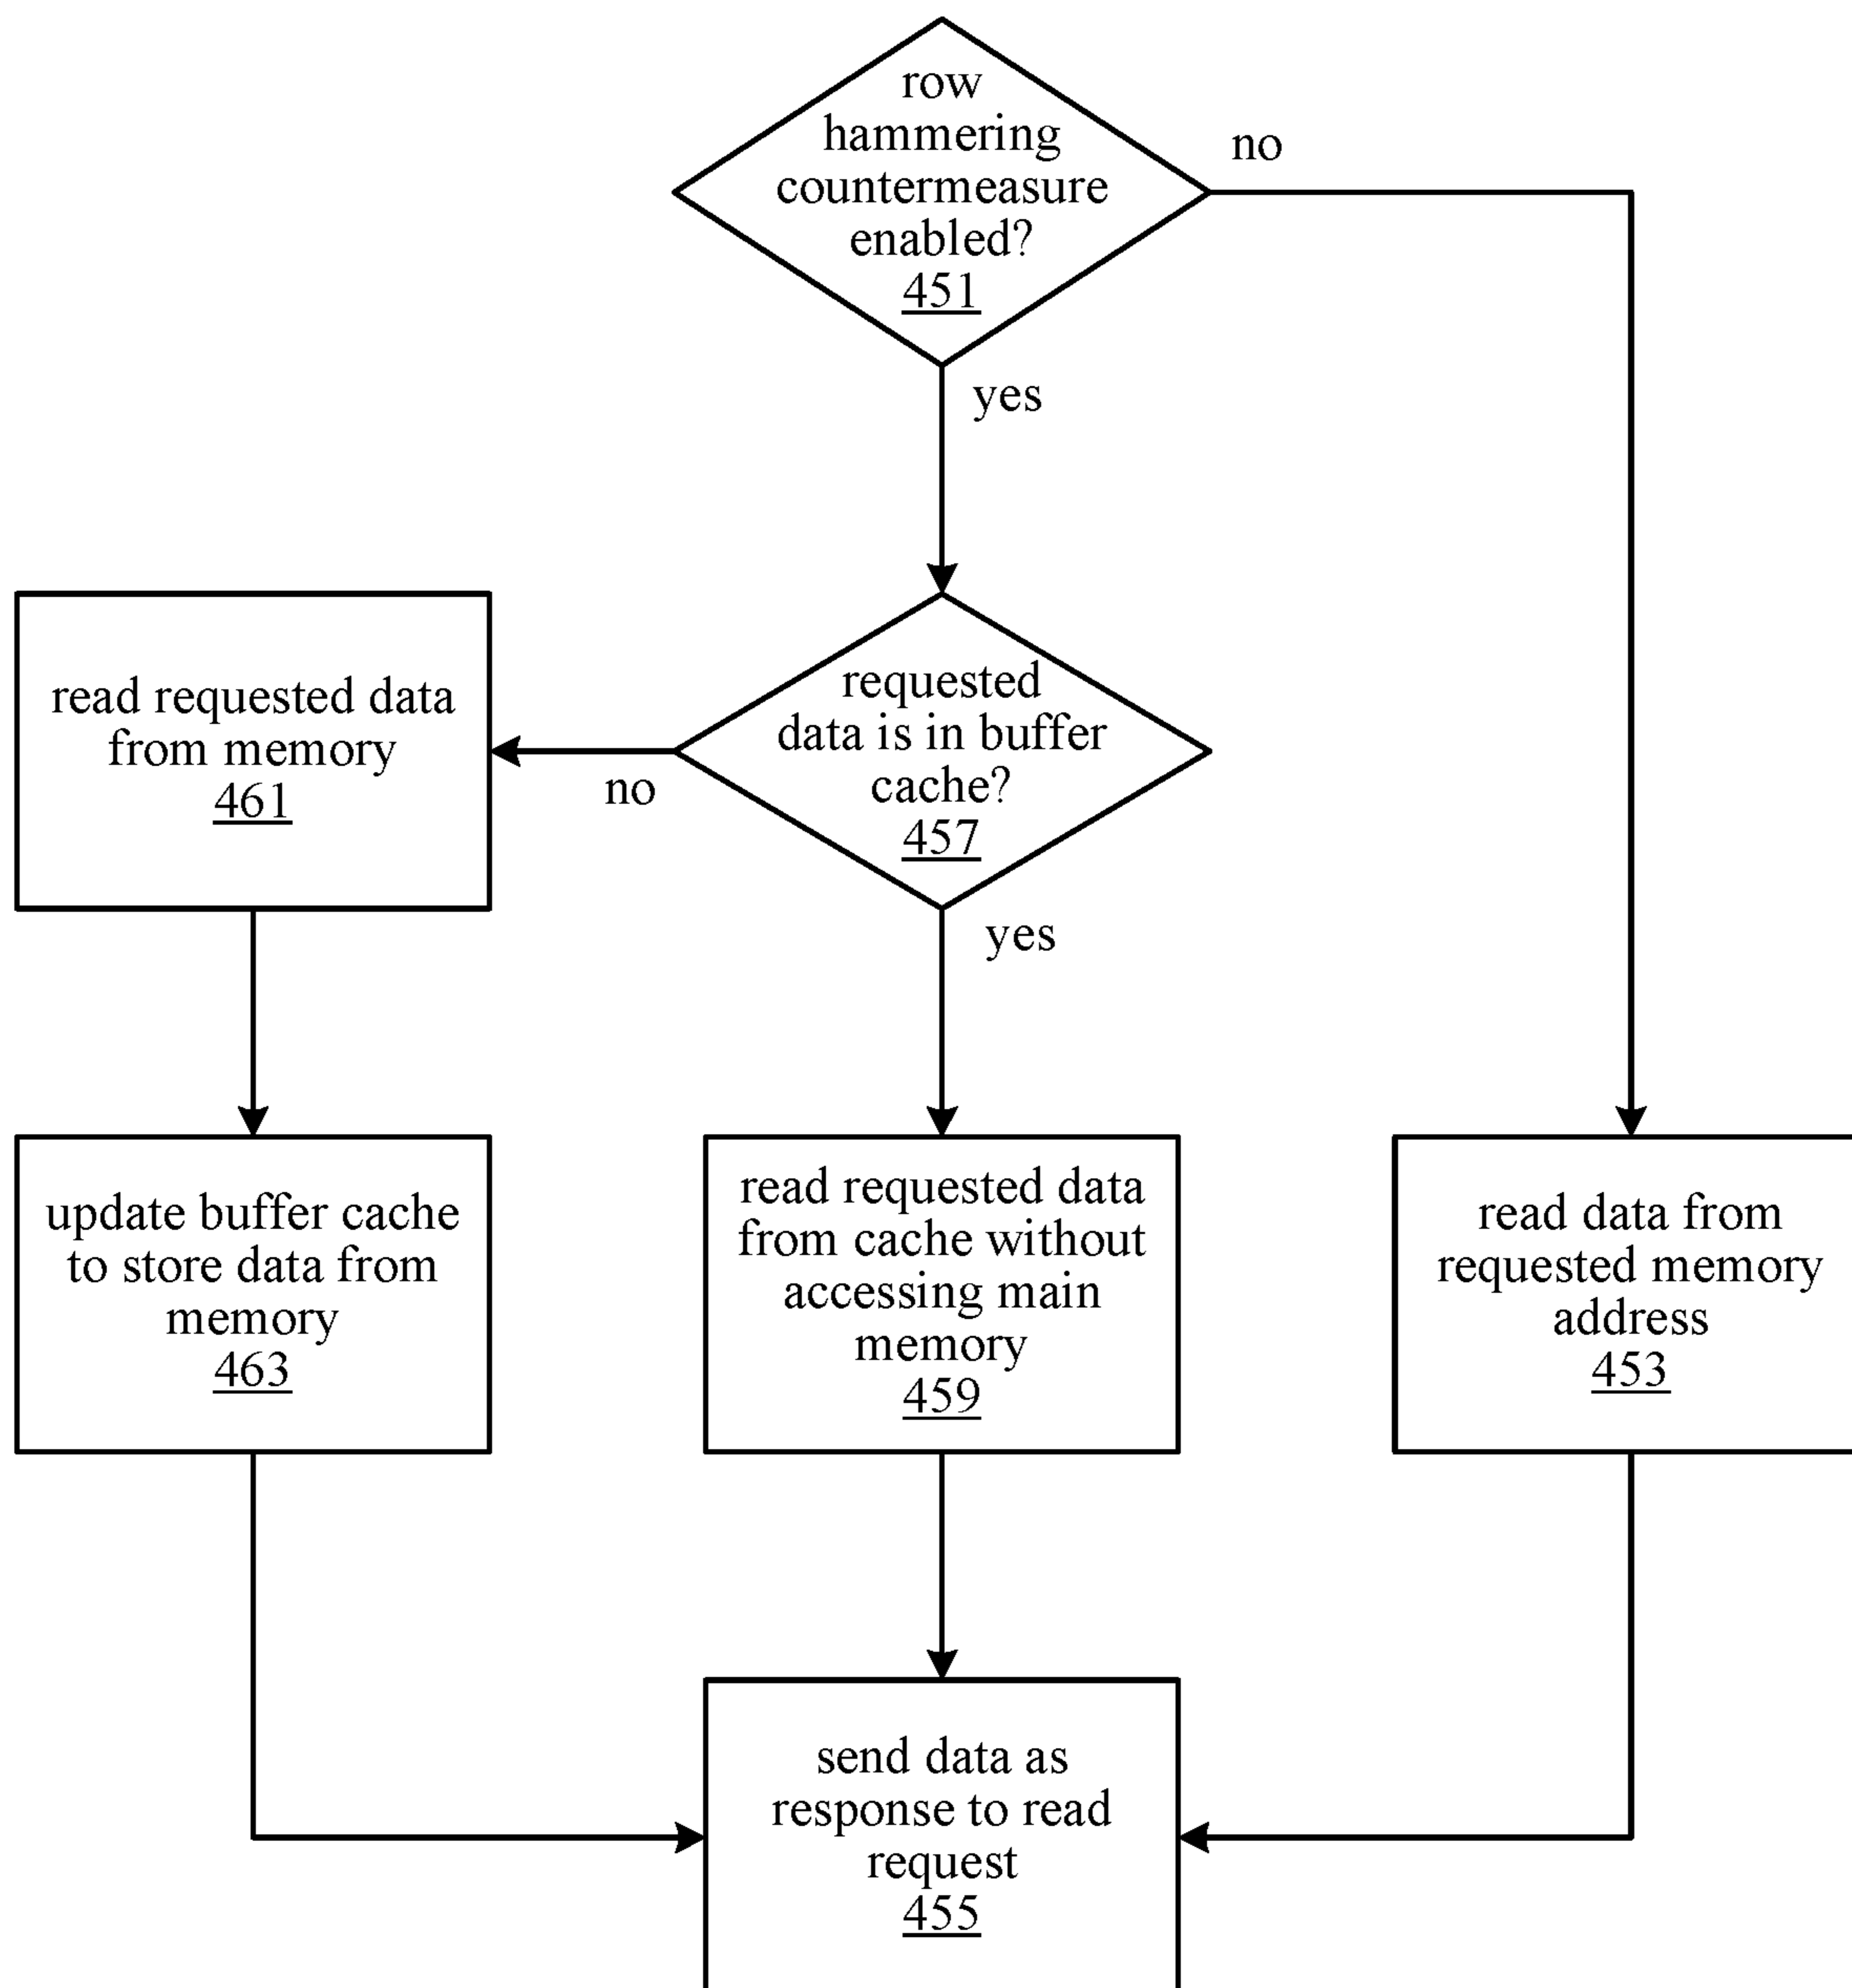 row
hammering
countermeasure
enabled?
451
no
yes
read requested data
from memory
461
no
requested
data is in buffer
cache?
457
yes
update buffer cache
to store data from
memory
463
read requested data
from cache without
accessing main
memory
459
read data from
requested memory
address
453
send data as
response to read
request
455